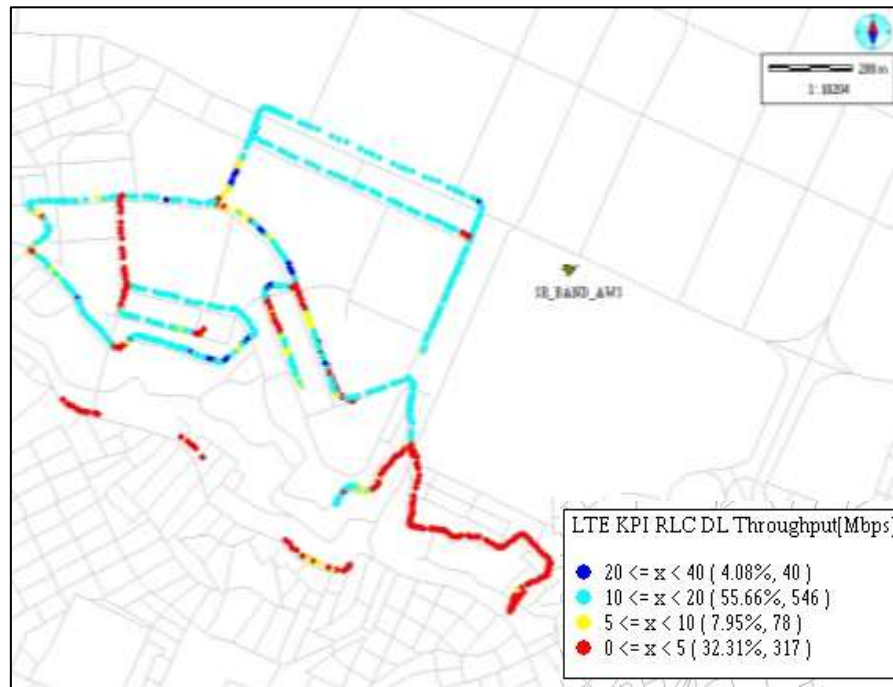 200 m
1: 10204
LTE KPI RLC DL Throughput[Mbps]
20 <= x < 40 ( 4.08%, 40 )
10 <= x < 20 ( 55.66%, 546 )
5 <= x < 10 ( 7.95%, 78 )
0 <= x < 5 ( 32.31%, 317 )